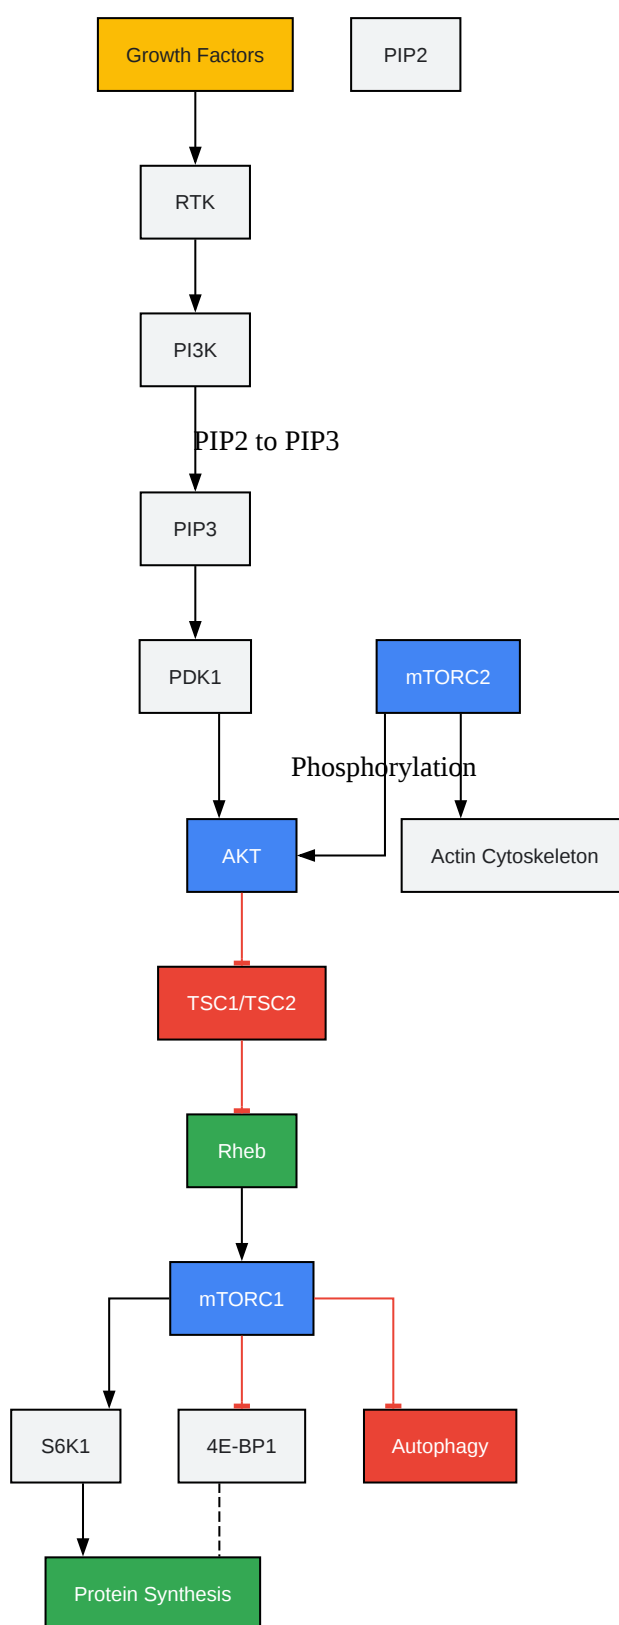 Growth Factors
PIP2
RTK
PI3K
PIP2 to PIP3
PIP3
PDK1
mTORC2
Phosphorylation
AKT
Actin Cytoskeleton
TSC1/TSC2
Rheb
mTORC1
S6K1
4E-BP1
Autophagy
Protein Synthesis